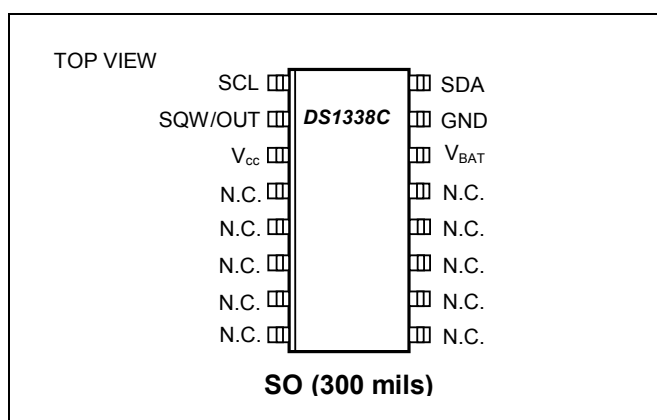 TOP VIEW
SCL SDA
SQW/OUT DS1338C GND
Vcc VBAT
N.C. N.C.
N.C. N.C.
N.C. N.C.
N.C. N.C.
N.C. N.C.
SO (300 mils)